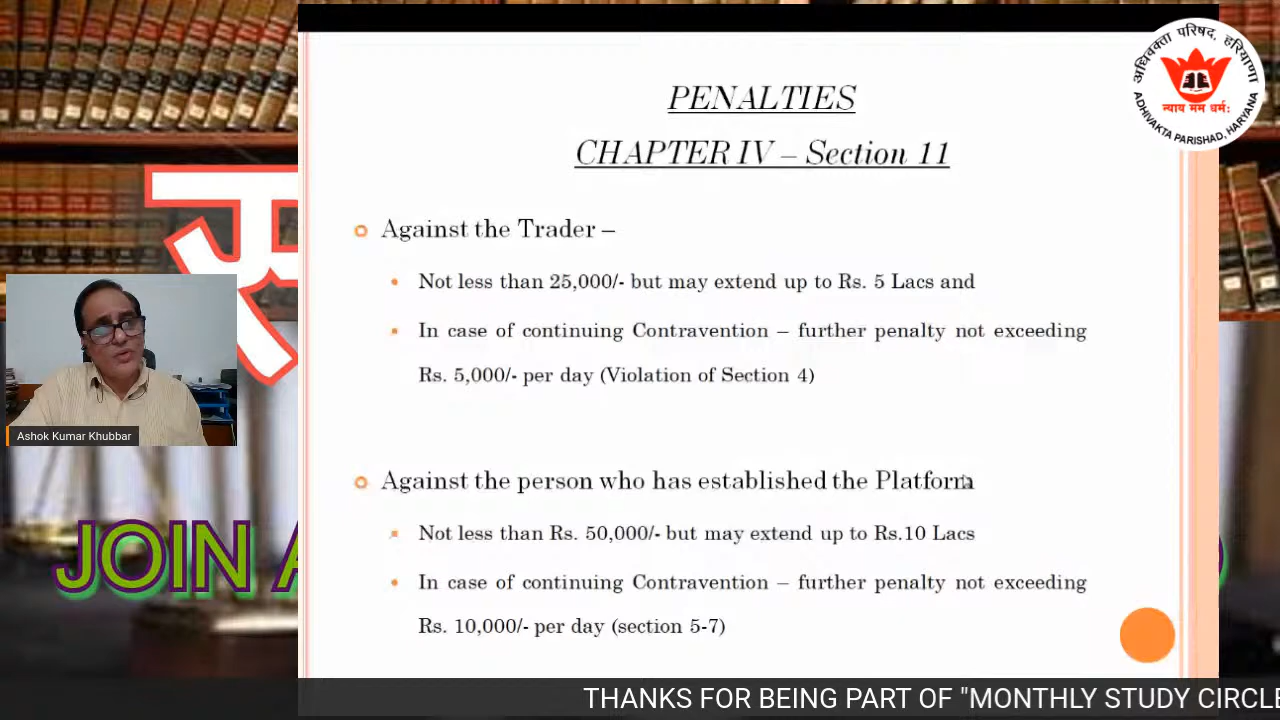 PENALTIES
CHAPTER IV – Section 11
Against the Trader –
Not less than 25,000/- but may extend up to Rs. 5 Lacs and
In case of continuing Contravention – further penalty not exceeding
Rs. 5,000/- per day (Violation of Section 4)
Against the person who has established the Platform
Not less than Rs. 50,000/- but may extend up to Rs.10 Lacs
In case of continuing Contravention – further penalty not exceeding
Rs. 10,000/- per day (section 5-7)
अधिवक्ता परिषद, हरियाणा
न्याय मम धर्म:
ADHIVAKTA PARISHAD, HARYANA
Ashok Kumar Khubbar
JOIN
THANKS FOR BEING PART OF "MONTHLY STUDY CIRCLE